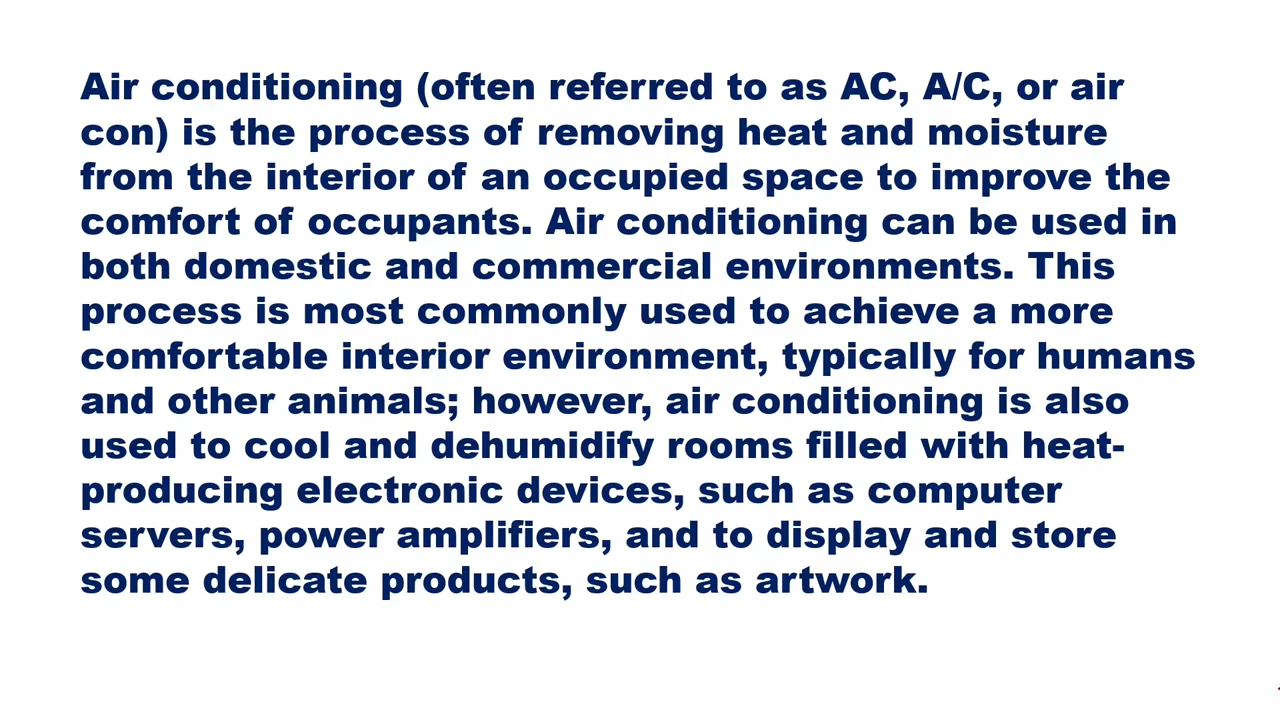 Air conditioning (often referred to as AC, A/C, or air
con) is the process of removing heat and moisture
from the interior of an occupied space to improve the
comfort of occupants. Air conditioning can be used in
both domestic and commercial environments. This
process is most commonly used to achieve a more
comfortable interior environment, typically for humans
and other animals; however, air conditioning is also
used to cool and dehumidify rooms filled with heat-
producing electronic devices, such as computer
servers, power amplifiers, and to display and store
some delicate products, such as artwork.